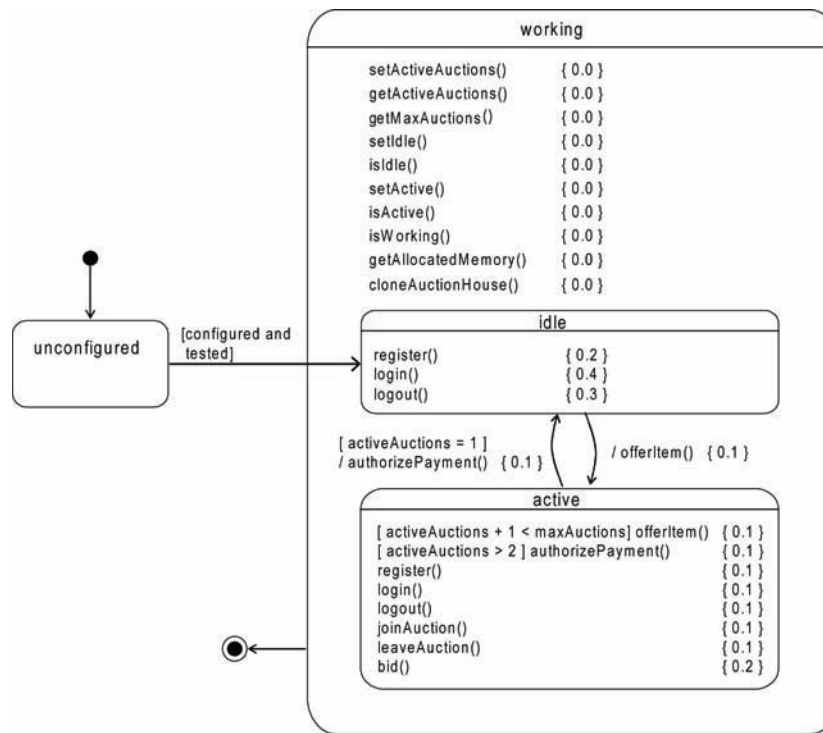 working
setActiveAuctions() { 0.0 }
getActiveAuctions() { 0.0 }
getMaxAuctions() { 0.0 }
setIdle() { 0.0 }
isIdle() { 0.0 }
setActive() { 0.0 }
isActive() { 0.0 }
isWorking() { 0.0 }
getAllocatedMemory() { 0.0 }
cloneAuctionHouse() { 0.0 }
unconfigured
[configured and
tested]
idle
register() { 0.2 }
login() { 0.4 }
logout() { 0.3 }
[ activeAuctions = 1 ]
/ authorizePayment() { 0.1 }
/ offerItem() { 0.1 }
active
[ activeAuctions + 1 < maxAuctions] offerItem() { 0.1 }
[ activeAuctions > 2 ] authorizePayment() { 0.1 }
register() { 0.1 }
login() { 0.1 }
logout() { 0.1 }
joinAuction() { 0.1 }
leaveAuction() { 0.1 }
bid() { 0.2 }